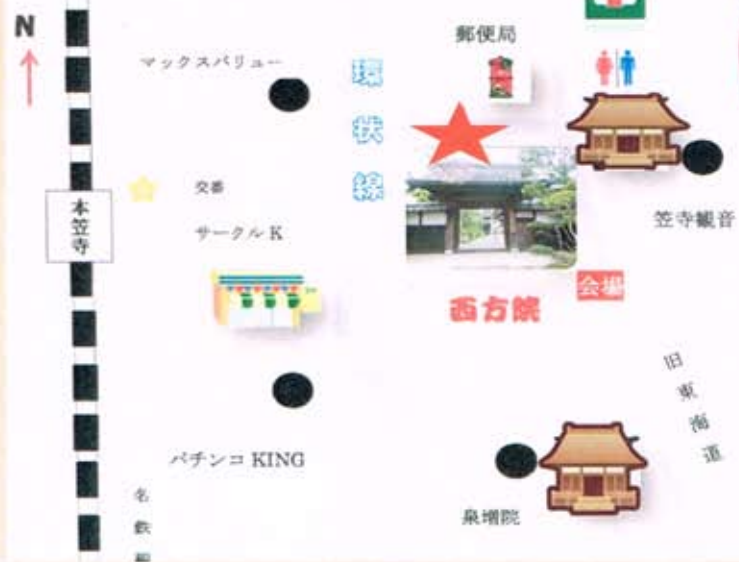 N
郵便局
マックスバリュー
環状線
交番
本笠寺
サークルK
笠寺観音
会場
西方院
旧東海道
パチンコ KING
名鉄
泉増院